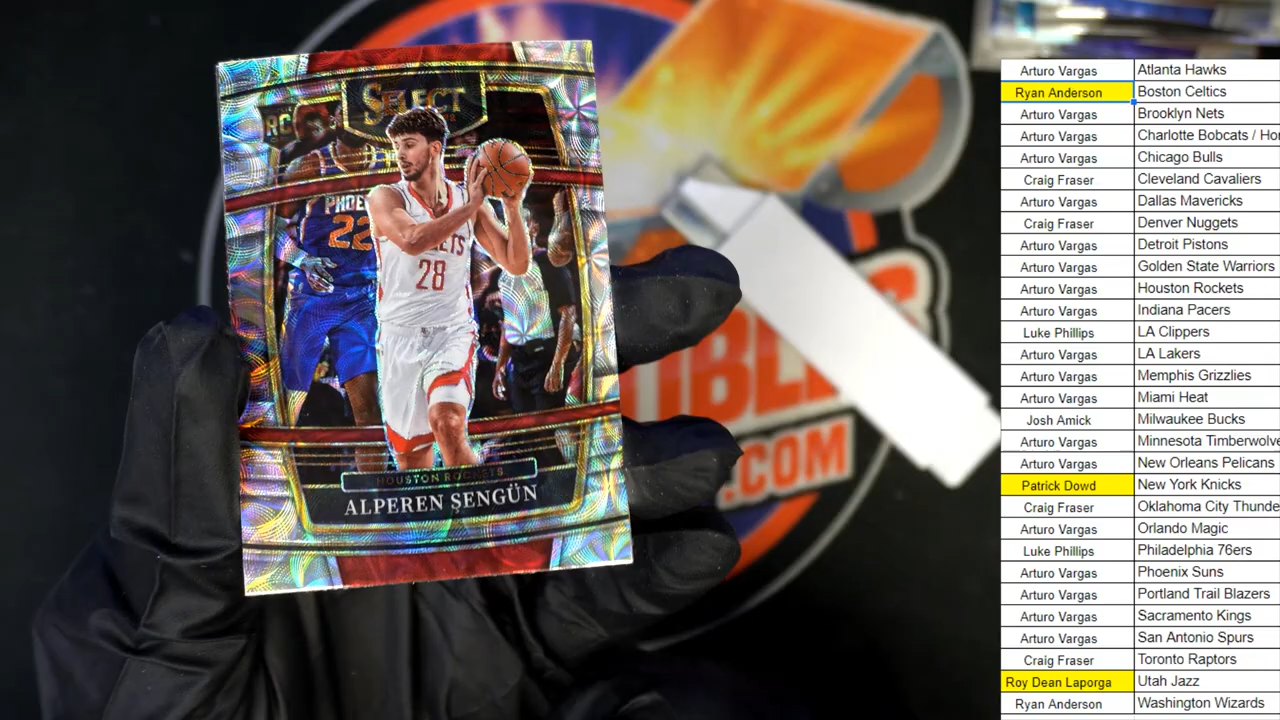 SELECT
RC
PHOE
22
ROCKETS
28
HOUSTON ROCKETS
ALPEREN ŞENGÜN
IBLES
.COM
Arturo Vargas Atlanta Hawks
Ryan Anderson Boston Celtics
Arturo Vargas Brooklyn Nets
Arturo Vargas Charlotte Bobcats / Ho
Arturo Vargas Chicago Bulls
Craig Fraser Cleveland Cavaliers
Arturo Vargas Dallas Mavericks
Craig Fraser Denver Nuggets
Arturo Vargas Detroit Pistons
Arturo Vargas Golden State Warriors
Arturo Vargas Houston Rockets
Arturo Vargas Indiana Pacers
Luke Phillips LA Clippers
Arturo Vargas LA Lakers
Arturo Vargas Memphis Grizzlies
Arturo Vargas Miami Heat
Josh Amick Milwaukee Bucks
Arturo Vargas Minnesota Timberwolve
Arturo Vargas New Orleans Pelicans
Patrick Dowd New York Knicks
Craig Fraser Oklahoma City Thunde
Arturo Vargas Orlando Magic
Luke Phillips Philadelphia 76ers
Arturo Vargas Phoenix Suns
Arturo Vargas Portland Trail Blazers
Arturo Vargas Sacramento Kings
Arturo Vargas San Antonio Spurs
Craig Fraser Toronto Raptors
Roy Dean Laporga Utah Jazz
Ryan Anderson Washington Wizards